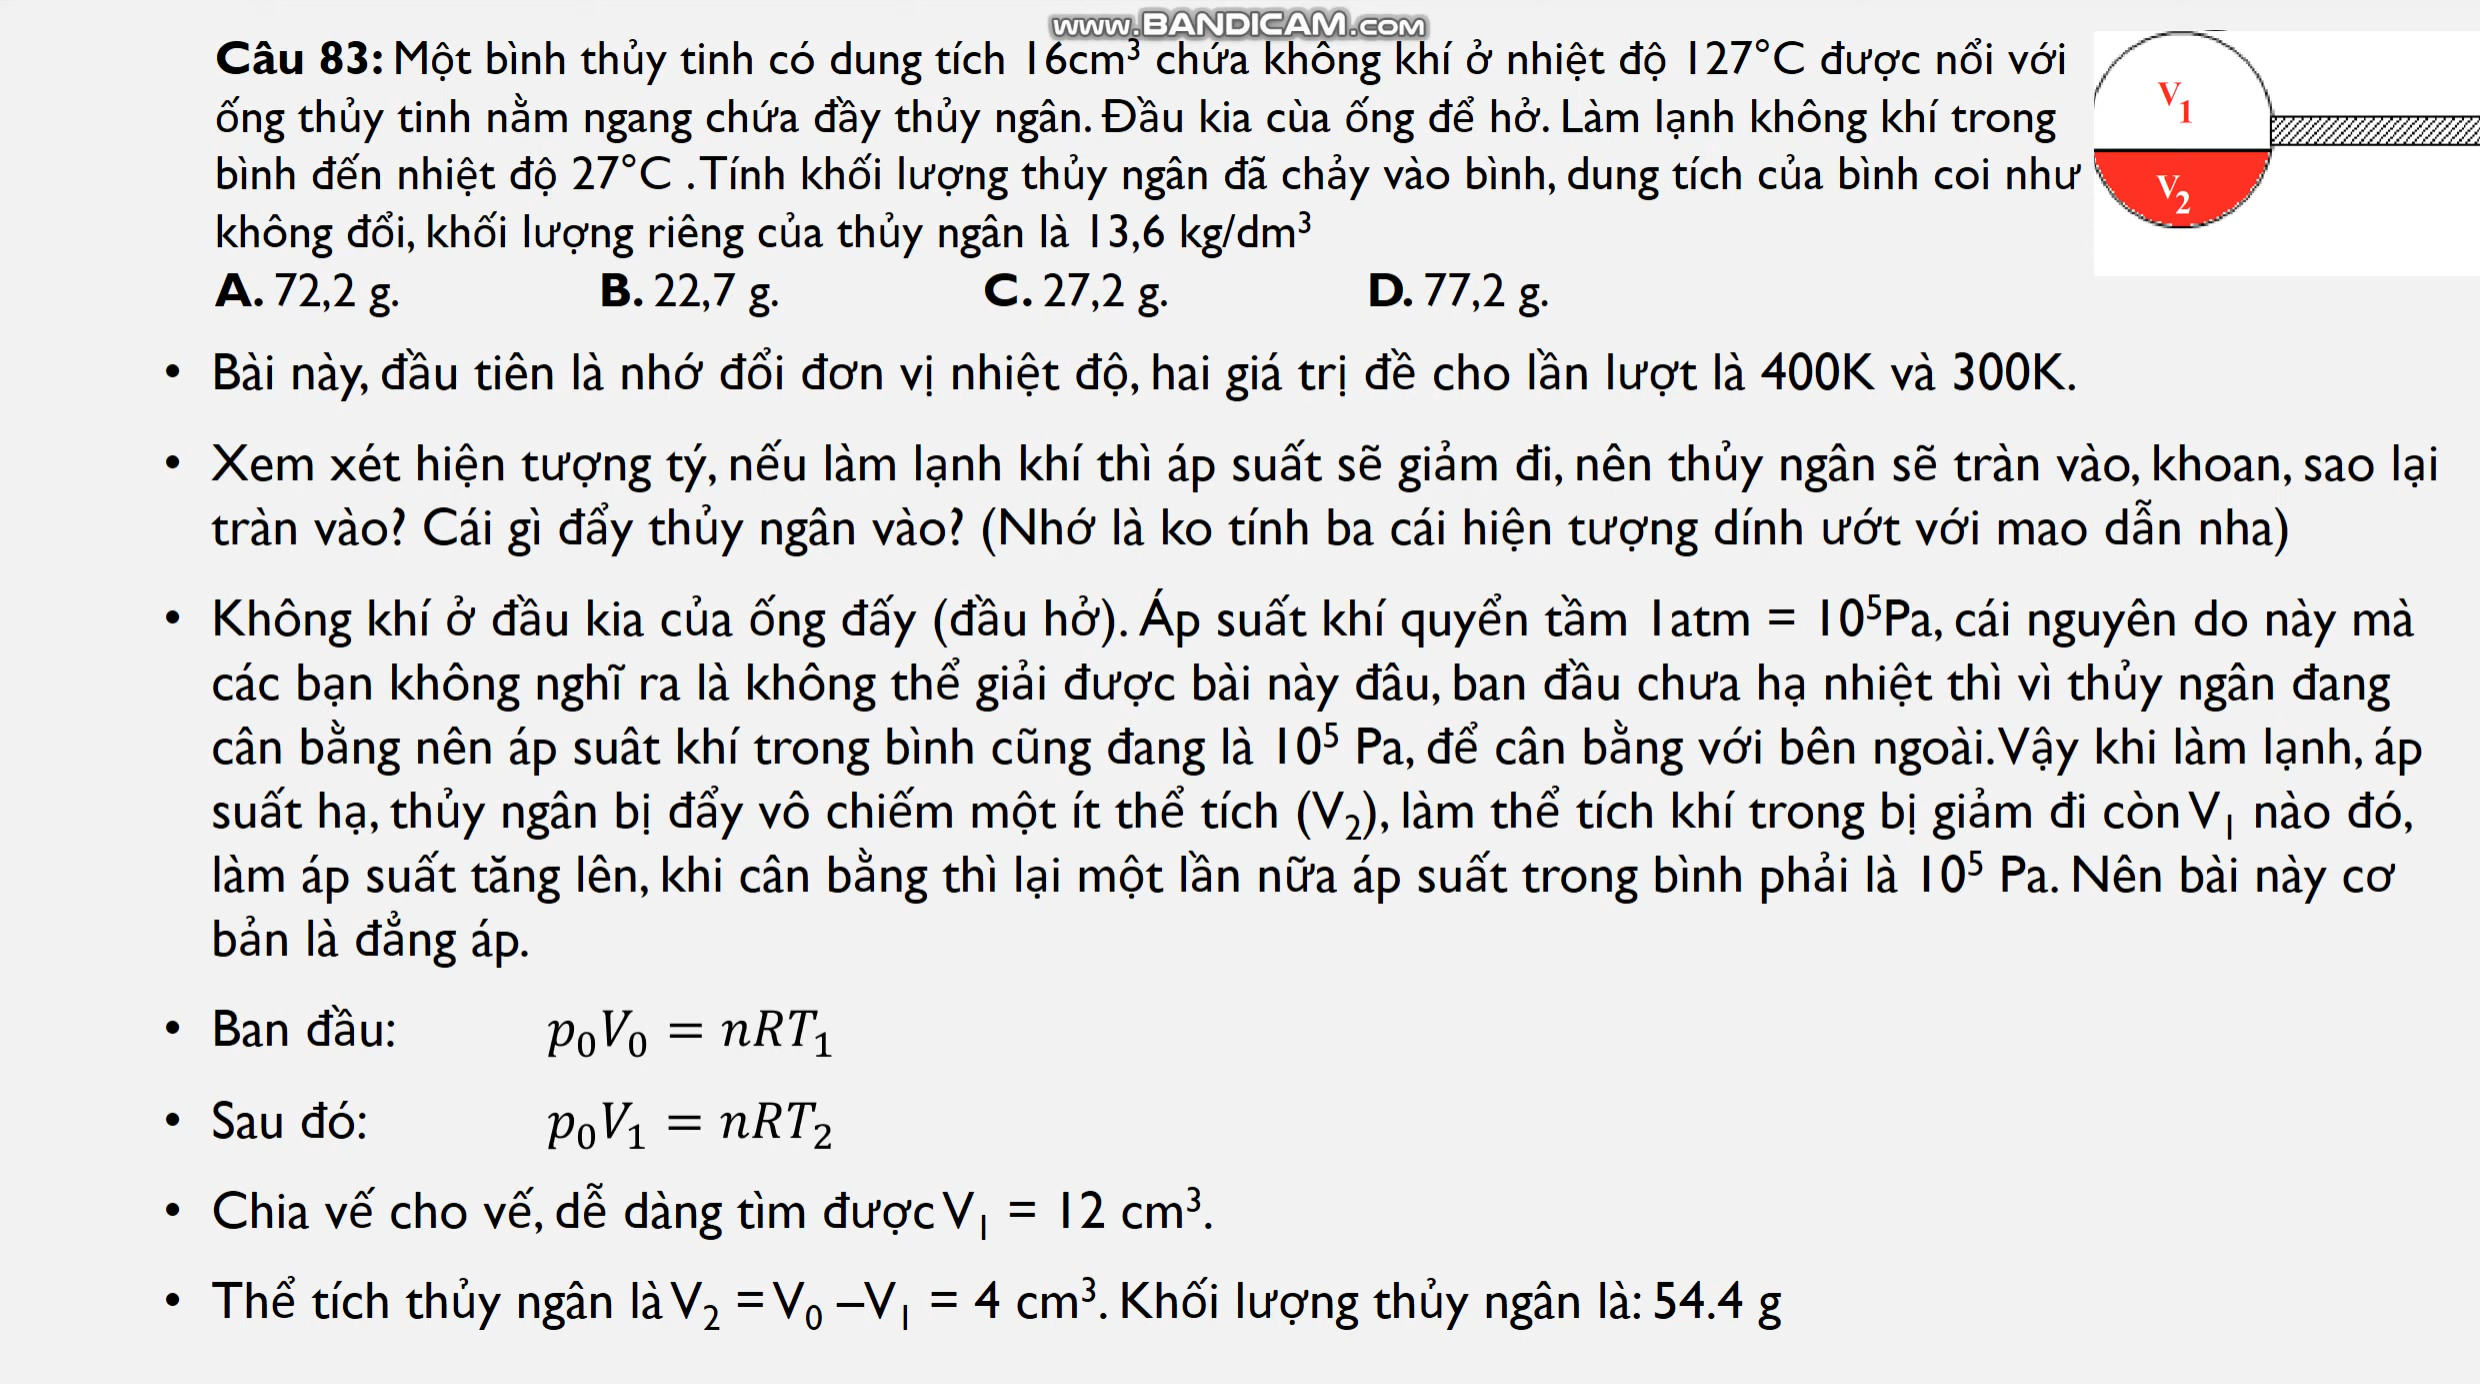 www.BANDICAM.com
Câu 83: Một bình thủy tinh có dung tích 16cm³ chứa không khí ở nhiệt độ 127°C được nổi với
ống thủy tinh nằm ngang chứa đầy thủy ngân. Đầu kia cùa ống để hở. Làm lạnh không khí trong
bình đến nhiệt độ 27°C . Tính khối lượng thủy ngân đã chảy vào bình, dung tích của bình coi như
không đổi, khối lượng riêng của thủy ngân là 13,6 kg/dm³
A. 72,2 g. B. 22,7 g. C. 27,2 g. D. 77,2 g.
V₁
V₂
• Bài này, đầu tiên là nhớ đổi đơn vị nhiệt độ, hai giá trị đề cho lần lượt là 400K và 300K.
• Xem xét hiện tượng tý, nếu làm lạnh khí thì áp suất sẽ giảm đi, nên thủy ngân sẽ tràn vào, khoan, sao lại
tràn vào? Cái gì đẩy thủy ngân vào? (Nhớ là ko tính ba cái hiện tượng dính ướt với mao dẫn nha)
• Không khí ở đầu kia của ống đấy (đầu hở). Áp suất khí quyển tầm 1atm = 10⁵Pa, cái nguyên do này mà
các bạn không nghĩ ra là không thể giải được bài này đâu, ban đầu chưa hạ nhiệt thì vì thủy ngân đang
cân bằng nên áp suât khí trong bình cũng đang là 10⁵ Pa, để cân bằng với bên ngoài. Vậy khi làm lạnh, áp
suất hạ, thủy ngân bị đẩy vô chiếm một ít thể tích (V₂), làm thể tích khí trong bị giảm đi còn V₁ nào đó,
làm áp suất tăng lên, khi cân bằng thì lại một lần nữa áp suất trong bình phải là 10⁵ Pa. Nên bài này cơ
bản là đẳng áp.
• Ban đầu: p₀V₀ = nRT₁
• Sau đó: p₀V₁ = nRT₂
• Chia vế cho vế, dễ dàng tìm được V₁ = 12 cm³.
• Thể tích thủy ngân là V₂ = V₀ –V₁ = 4 cm³. Khối lượng thủy ngân là: 54.4 g